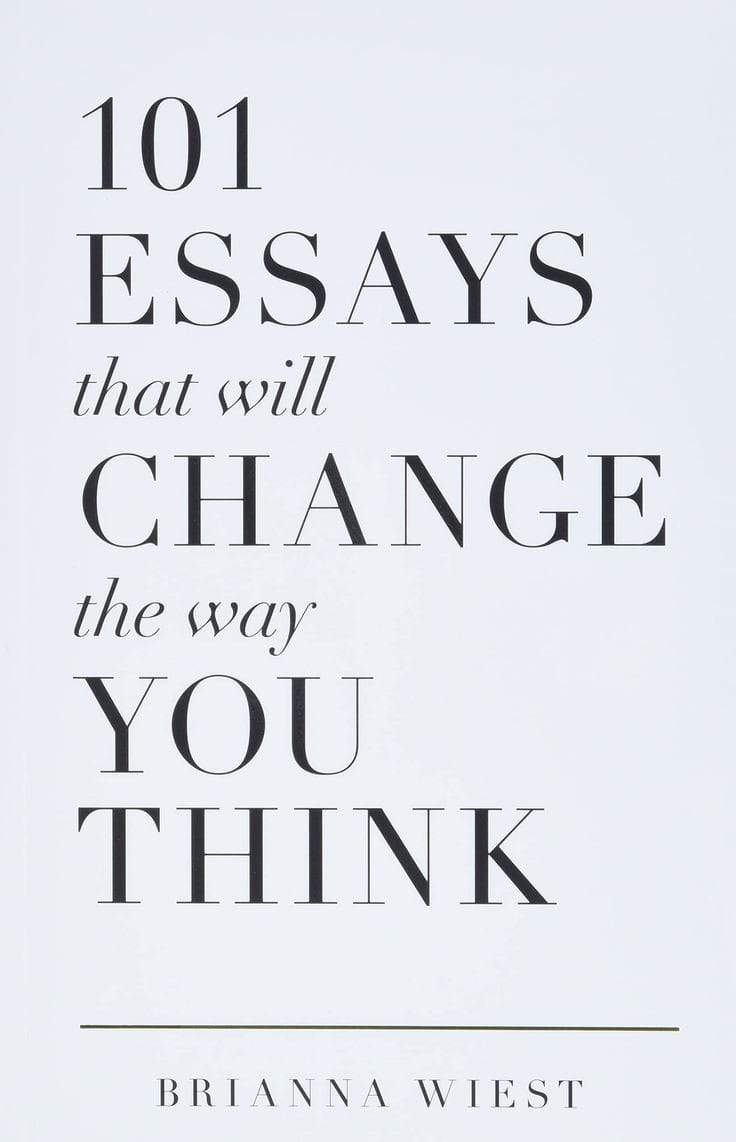 101
ESSAYS
that will
CHANGE
the way
YOU
THINK
BRIANNA WIEST